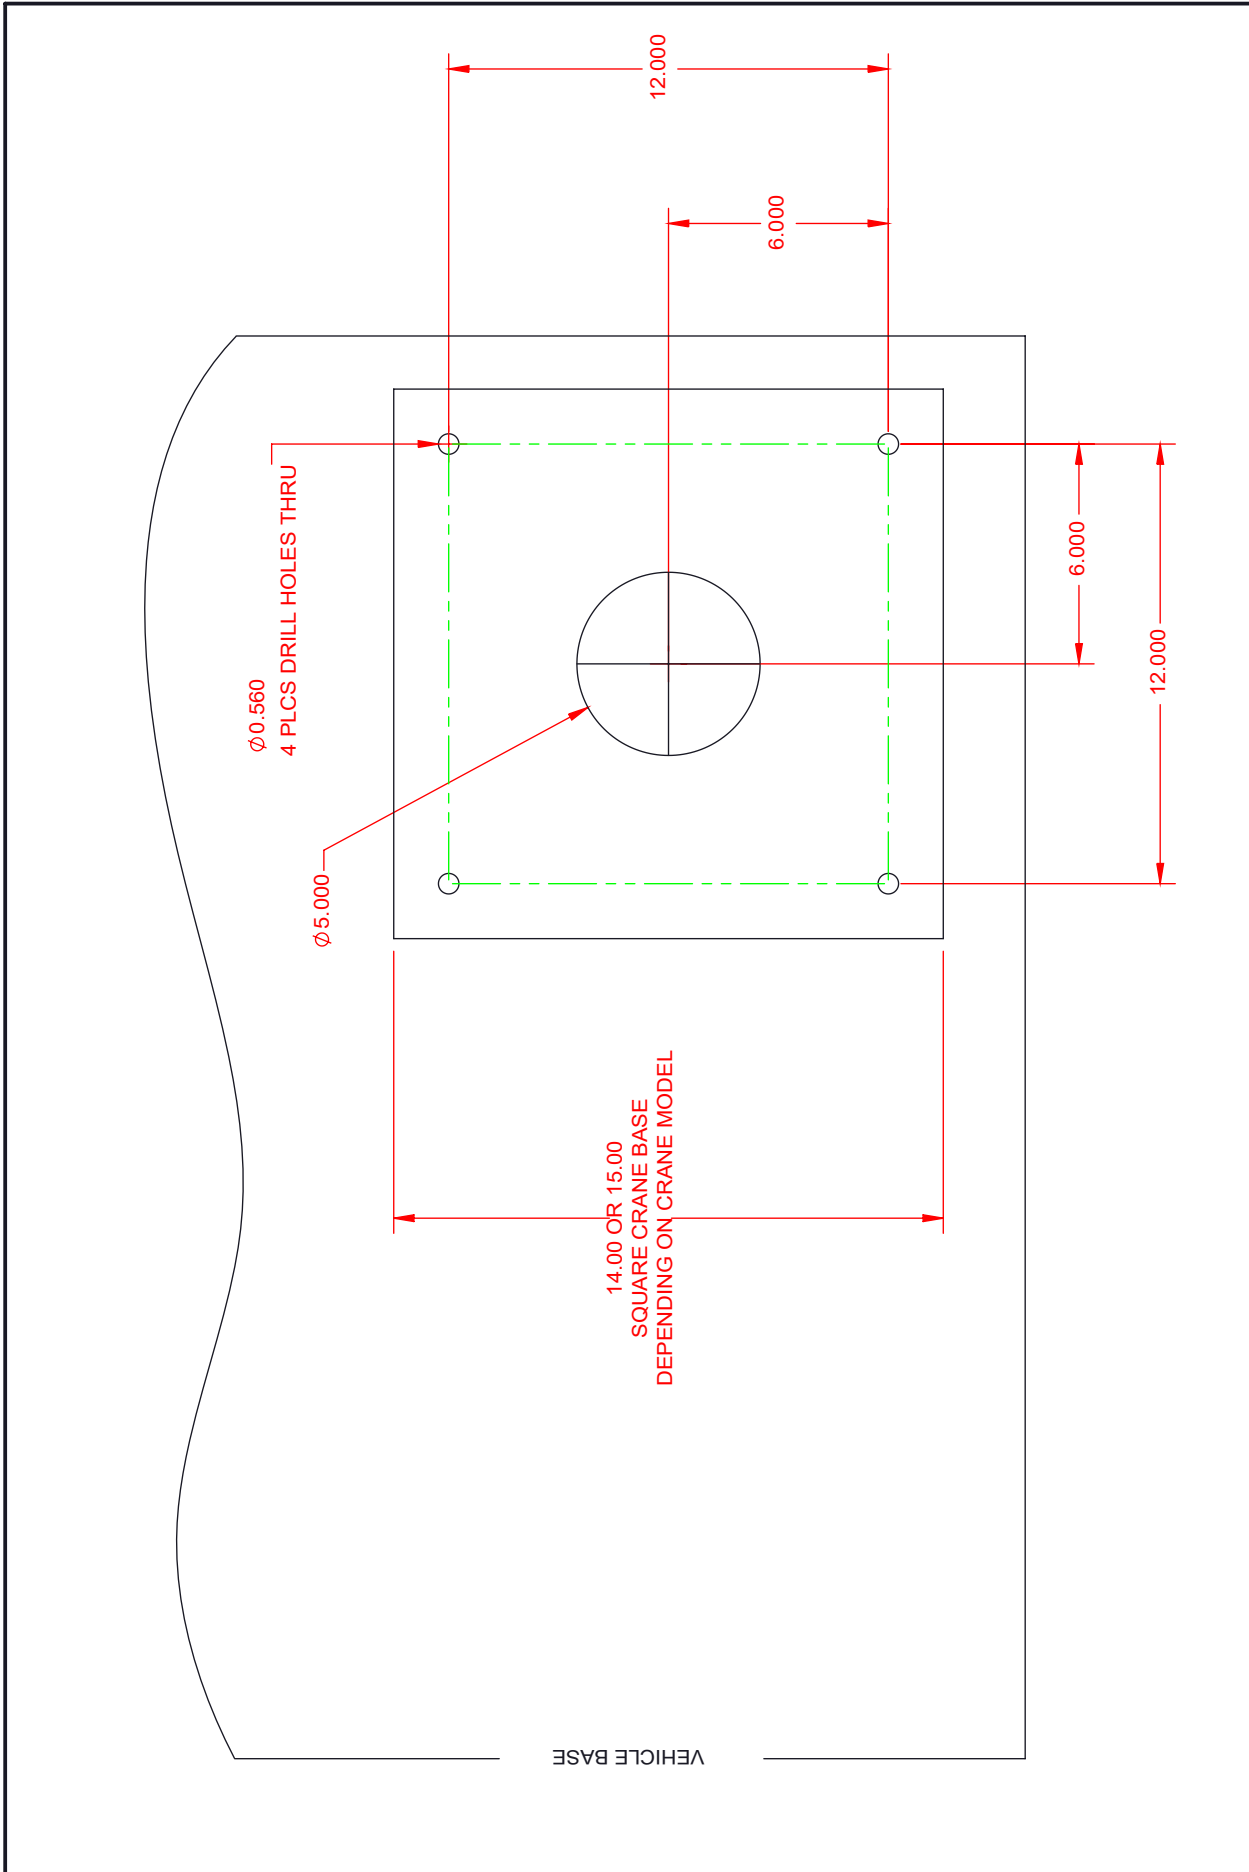 12.000
6.000
Ø0.560
4 PLCS DRILL HOLES THRU
6.000
12.000
Ø5.000
14.00 OR 15.00
SQUARE CRANE BASE
DEPENDING ON CRANE MODEL
VEHICLE BASE